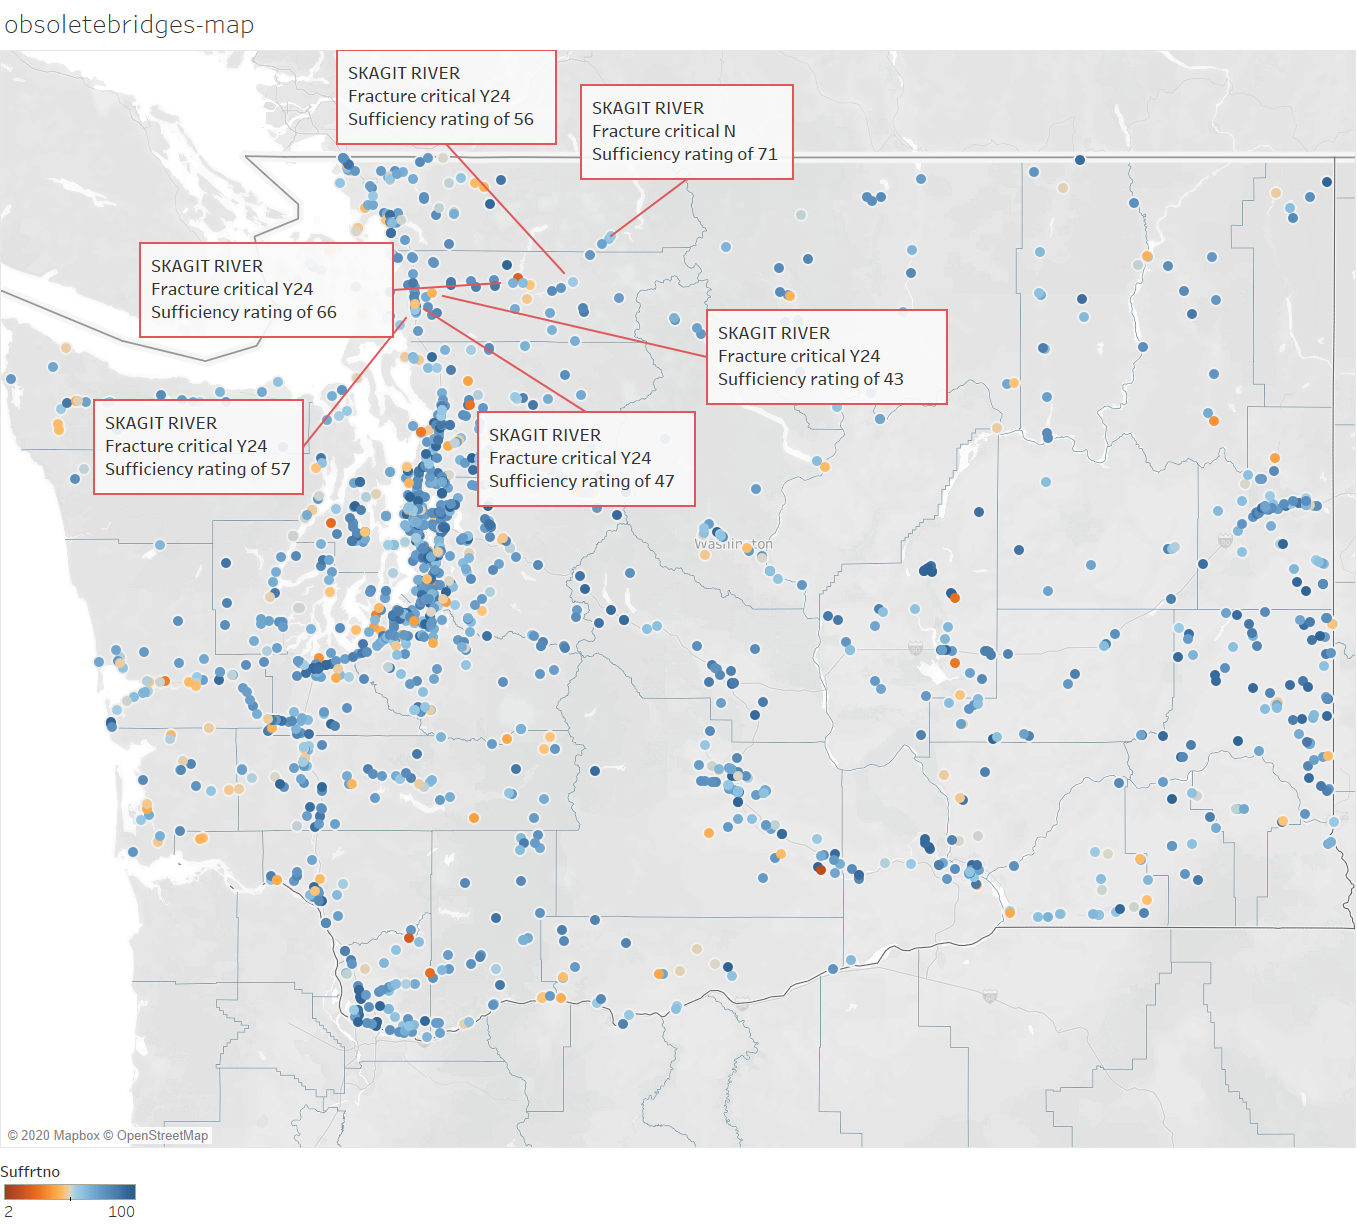 obsoletebridges-map
SKAGIT RIVER
Fracture critical Y24
Sufficiency rating of 56
SKAGIT RIVER
Fracture critical N
Sufficiency rating of 71
SKAGIT RIVER
Fracture critical Y24
Sufficiency rating of 66
SKAGIT RIVER
Fracture critical Y24
Sufficiency rating of 43
SKAGIT RIVER
Fracture critical Y24
Sufficiency rating of 57
SKAGIT RIVER
Fracture critical Y24
Sufficiency rating of 47
Washington
© 2020 Mapbox © OpenStreetMap
Suffrtno
2 100